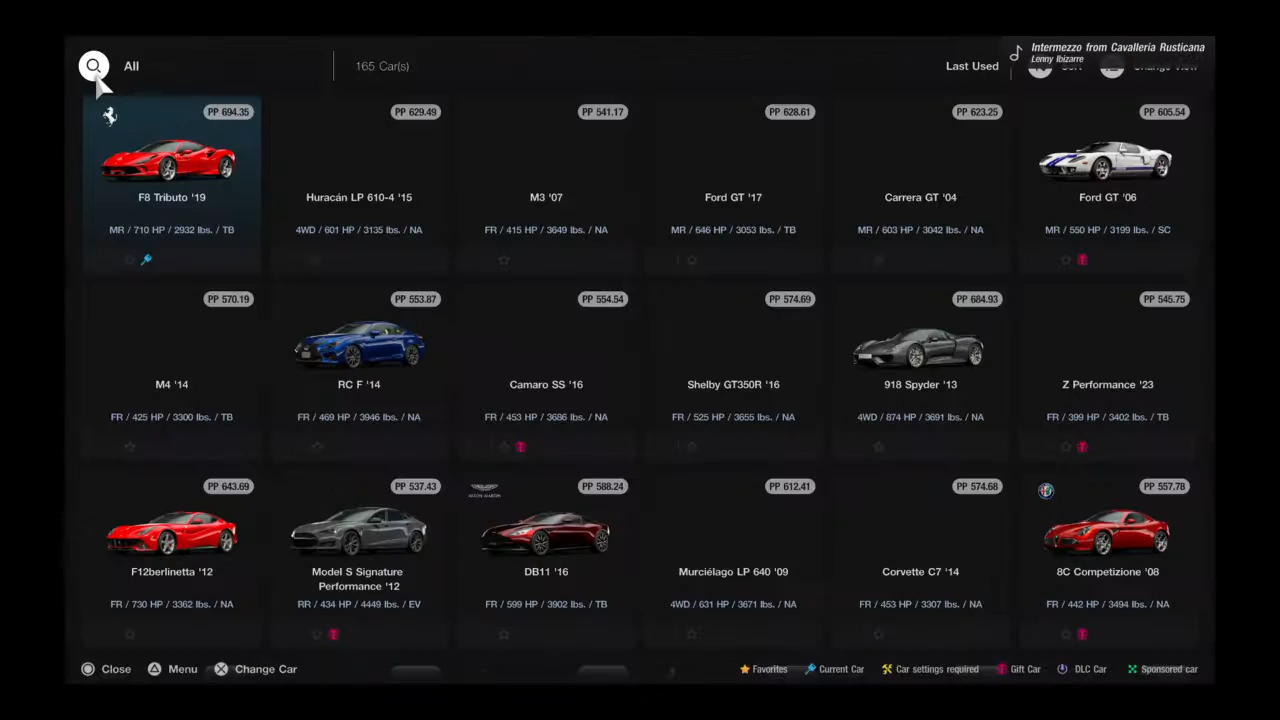 All
165 Car(s)
Last Used
Intermezzo from Cavalleria Rusticana
Lenny Ibizarre
PP 694.35
F8 Tributo '19
MR / 710 HP / 2932 lbs. / TB
PP 629.49
Huracán LP 610-4 '15
4WD / 601 HP / 3135 lbs. / NA
PP 541.17
M3 '07
FR / 415 HP / 3649 lbs. / NA
PP 628.61
Ford GT '17
MR / 646 HP / 3053 lbs. / TB
PP 623.25
Carrera GT '04
MR / 603 HP / 3042 lbs. / NA
PP 605.54
Ford GT '06
MR / 550 HP / 3199 lbs. / SC
PP 570.19
M4 '14
FR / 425 HP / 3300 lbs. / TB
PP 553.87
RC F '14
FR / 469 HP / 3946 lbs. / NA
PP 554.54
Camaro SS '16
FR / 453 HP / 3686 lbs. / NA
PP 574.69
Shelby GT350R '16
FR / 525 HP / 3655 lbs. / NA
PP 684.93
918 Spyder '13
4WD / 874 HP / 3691 lbs. / NA
PP 545.75
Z Performance '23
FR / 399 HP / 3402 lbs. / TB
PP 643.69
F12berlinetta '12
FR / 730 HP / 3362 lbs. / NA
PP 537.43
Model S Signature
Performance '12
RR / 434 HP / 4449 lbs. / EV
ASTON MARTIN
PP 588.24
DB11 '16
FR / 599 HP / 3902 lbs. / TB
PP 612.41
Murciélago LP 640 '09
4WD / 631 HP / 3671 lbs. / NA
PP 574.68
Corvette C7 '14
FR / 453 HP / 3307 lbs. / NA
PP 557.78
8C Competizione '08
FR / 442 HP / 3494 lbs. / NA
Close
Menu
Change Car
Favorites
Current Car
Car settings required
Gift Car
DLC Car
Sponsored car